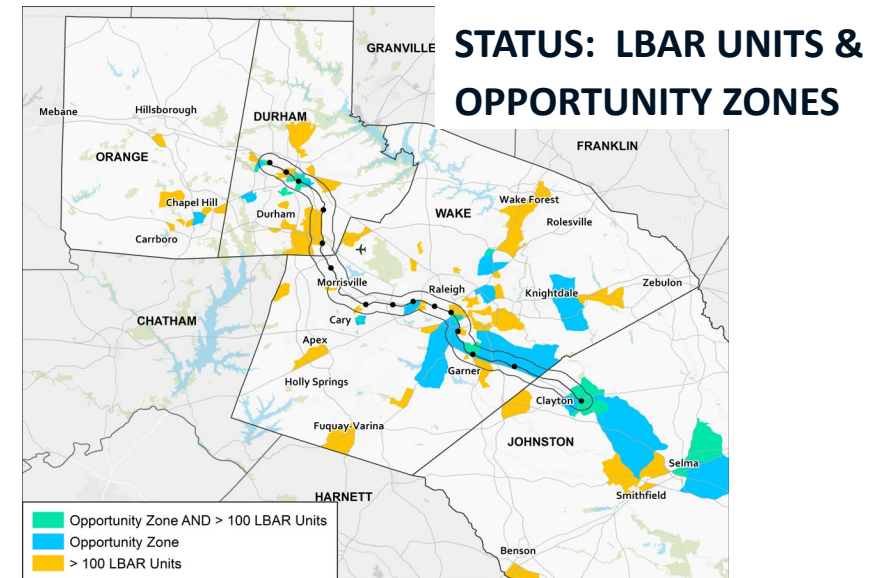 STATUS: LBAR UNITS &
OPPORTUNITY ZONES
GRANVILLE
Mebane
Hillsborough
DURHAM
FRANKLIN
ORANGE
Chapel Hill
Wake Forest
Durham
WAKE
Rolesville
Carrboro
Morrisville
Raleigh
Knightdale
Zebulon
CHATHAM
Cary
Apex
Garner
Holly Springs
Clayton
Fuquay-Varina
JOHNSTON
Selma
Smithfield
HARNETT
Benson
Opportunity Zone AND > 100 LBAR Units
Opportunity Zone
> 100 LBAR Units